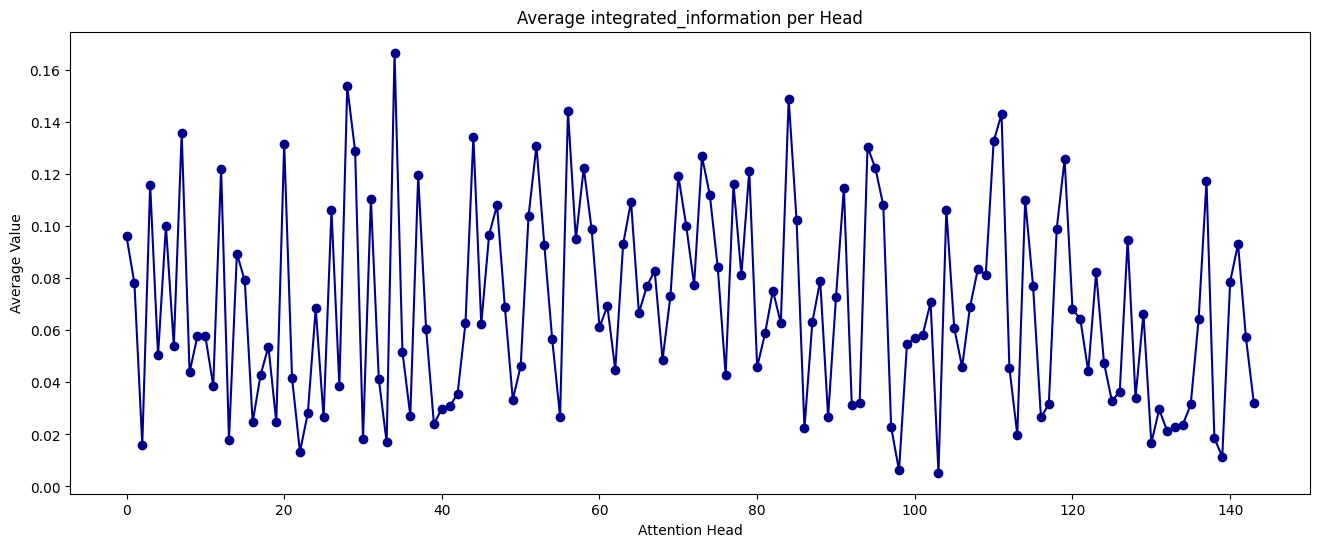 Average integrated_information per Head
Average Value
0.16
0.14
0.12
0.10
0.08
0.06
0.04
0.02
0.00
0 20 40 60 80 100 120 140
Attention Head